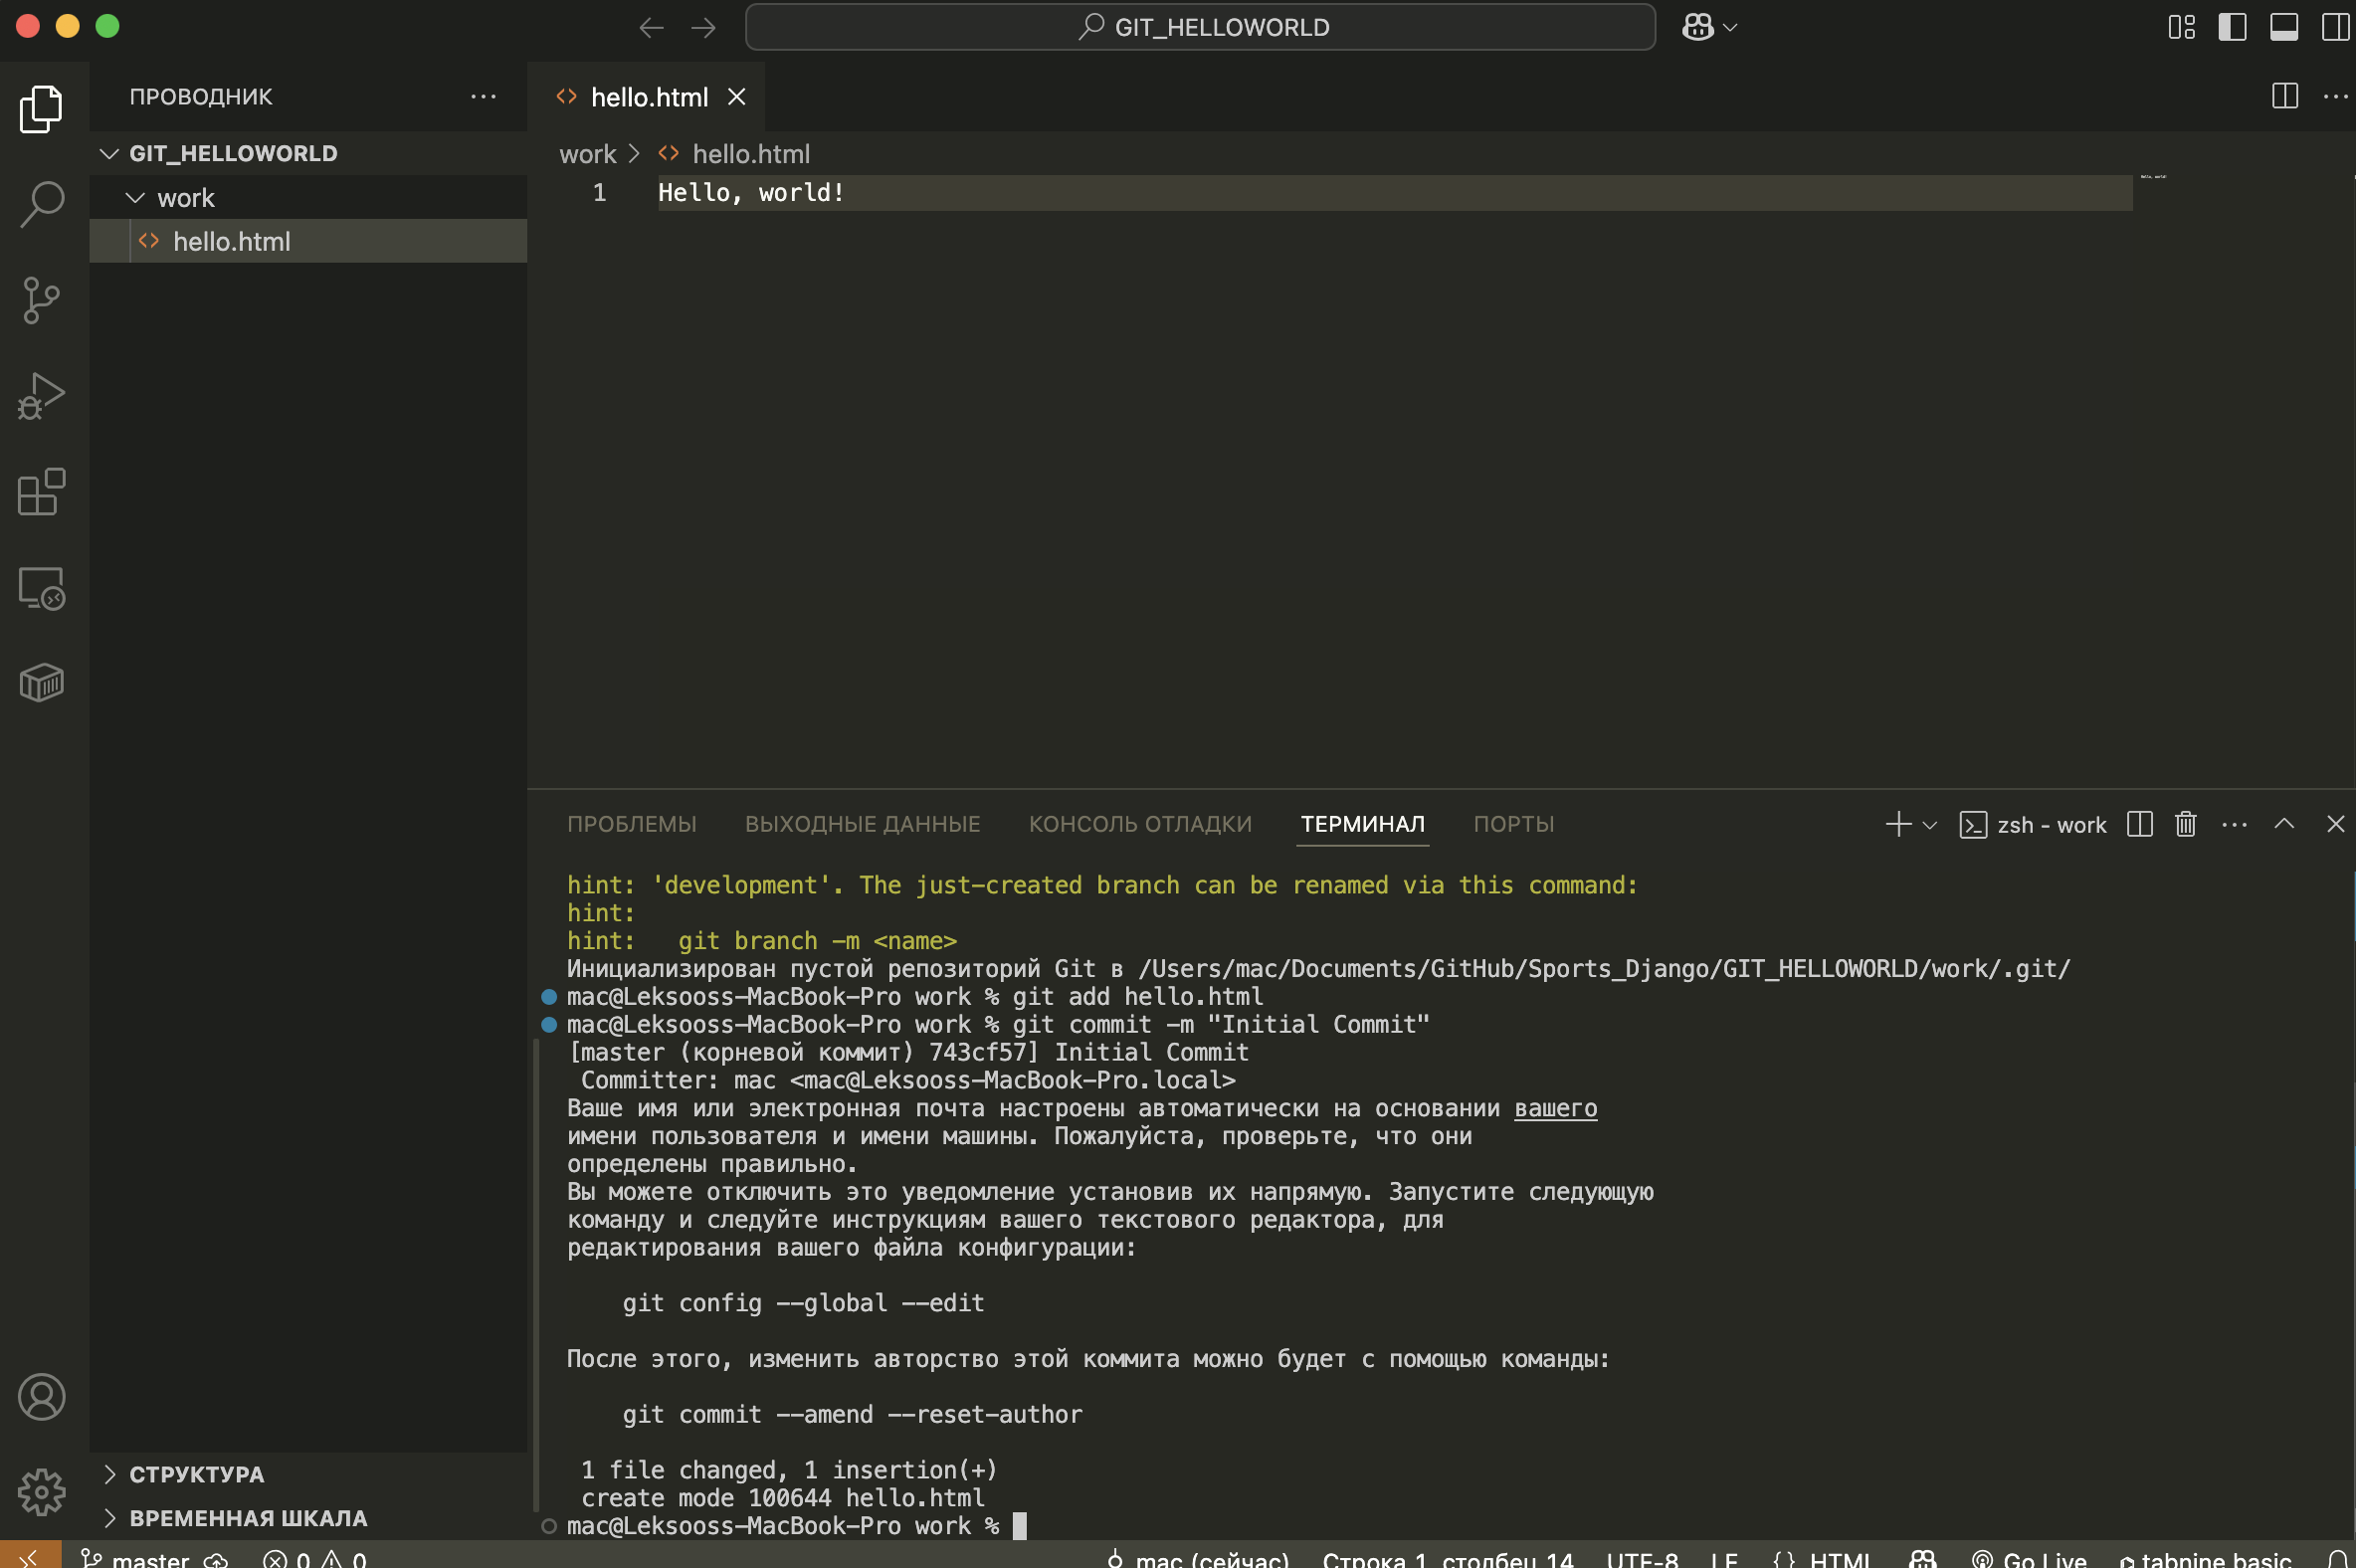 GIT_HELLOWORLD
ПРОВОДНИК
hello.html
GIT_HELLOWORLD
work
hello.html
work > hello.html
1 Hello, world!
Hello, world!
ПРОБЛЕМЫ ВЫХОДНЫЕ ДАННЫЕ КОНСОЛЬ ОТЛАДКИ ТЕРМИНАЛ ПОРТЫ
zsh - work
hint: 'development'. The just-created branch can be renamed via this command:
hint:
hint:   git branch -m <name>
Инициализирован пустой репозиторий Git в /Users/mac/Documents/GitHub/Sports_Django/GIT_HELLOWORLD/work/.git/
mac@Leksooss-MacBook-Pro work % git add hello.html
mac@Leksooss-MacBook-Pro work % git commit -m "Initial Commit"
[master (корневой коммит) 743cf57] Initial Commit
Committer: mac <mac@Leksooss-MacBook-Pro.local>
Ваше имя или электронная почта настроены автоматически на основании вашего
имени пользователя и имени машины. Пожалуйста, проверьте, что они
определены правильно.
Вы можете отключить это уведомление установив их напрямую. Запустите следующую
команду и следуйте инструкциям вашего текстового редактора, для
редактирования вашего файла конфигурации:
git config --global --edit
После этого, изменить авторство этой коммита можно будет с помощью команды:
git commit --amend --reset-author
1 file changed, 1 insertion(+)
create mode 100644 hello.html
mac@Leksooss-MacBook-Pro work %
СТРУКТУРА
ВРЕМЕННАЯ ШКАЛА
master 0 0 mac (сейчас) Строка 1, столбец 14 UTF-8 LF {} HTML Go Live tabnine basic